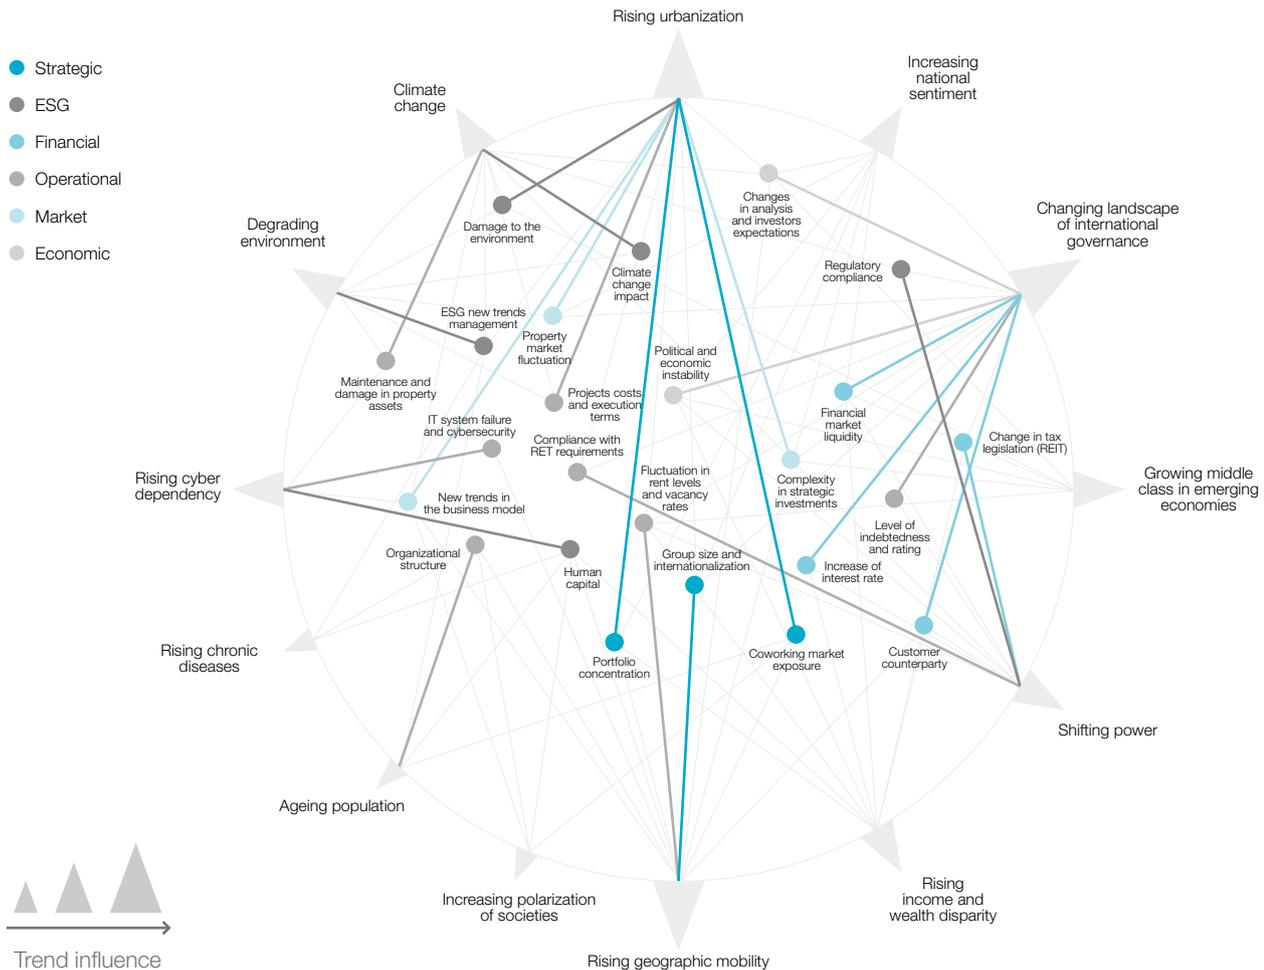 Rising urbanization
Increasing
national
sentiment
Climate
change
Strategic
ESG
Financial
Operational
Market
Economic
Changes
in analysis
and investors
expectations
Changing landscape
of international
governance
Degrading
environment
Damage to the
environment
Climate
change
impact
Regulatory
compliance
ESG new trends
management
Property
market
fluctuation
Political and
economic
instability
Maintenance and
damage in property
assets
Projects costs
and execution
terms
Financial
market
liquidity
IT system failure
and cybersecurity
Compliance with
RET requirements
Change in tax
legislation (REIT)
Rising cyber
dependency
Fluctuation in
rent levels
and vacancy
rates
Complexity
in strategic
investments
Growing middle
class in emerging
economies
New trends in
the business model
Level of
indebtedness
and rating
Organizational
structure
Human
capital
Group size and
internationalization
Increase of
interest rate
Rising chronic
diseases
Portfolio
concentration
Coworking market
exposure
Customer
counterparty
Shifting power
Ageing population
Increasing polarization
of societies
Rising
income and
wealth disparity
Trend influence
Rising geographic mobility